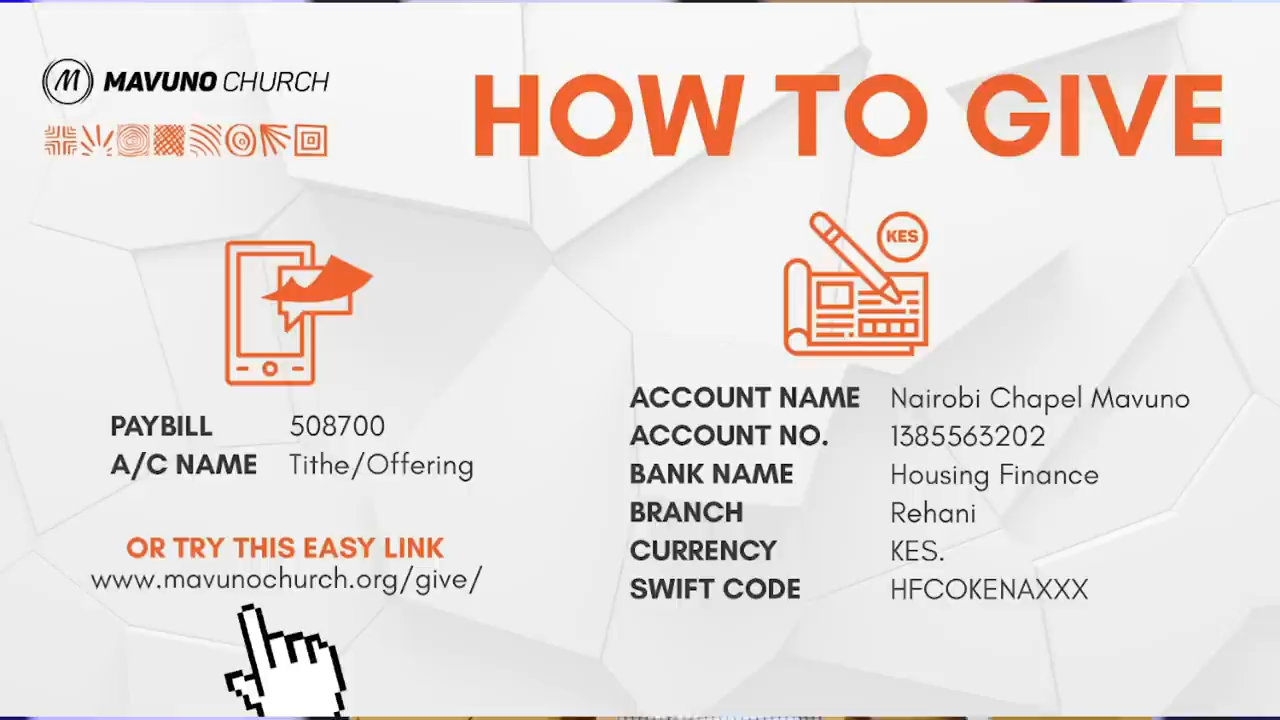 MAVUNO CHURCH
HOW TO GIVE
PAYBILL 508700
A/C NAME Tithe/Offering
OR TRY THIS EASY LINK
www.mavunochurch.org/give/
KES
ACCOUNT NAME Nairobi Chapel Mavuno
ACCOUNT NO. 1385563202
BANK NAME Housing Finance
BRANCH Rehani
CURRENCY KES.
SWIFT CODE HFCOKENAXXX